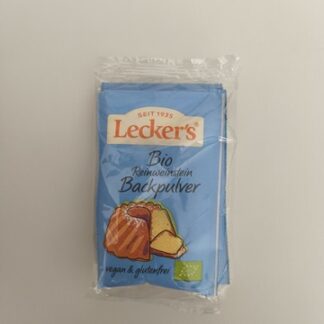 SEIT 1935
Lecker's®
Bio
Reinweinstein
Backpulver
vegan & glutenfrei